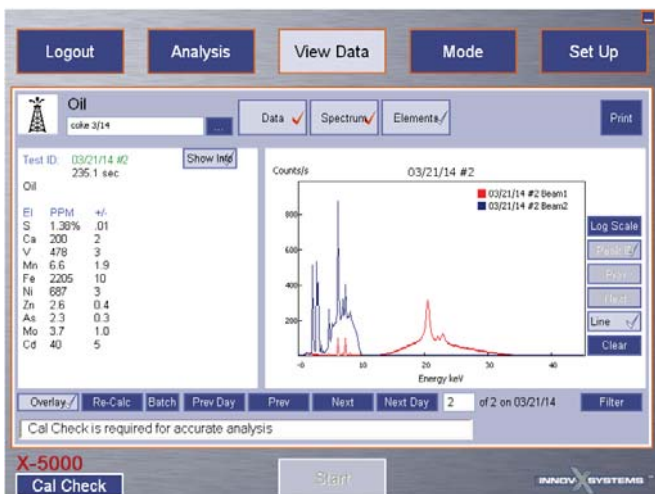 Logout Analysis View Data Mode Set Up
Oil
coke 3/14 ... Data Spectrum Elements Print
Test ID: 03/21/14 #2 Show Info
235.1 sec
Oil
El PPM +/-
S 1.38% .01
Ca 200 2
V 478 3
Mn 6.6 1.9
Fe 2205 10
Ni 687 3
Zn 2.6 0.4
As 2.3 0.3
Mo 3.7 1.0
Cd 40 5
Counts/s 03/21/14 #2
03/21/14 #2 Beam1
03/21/14 #2 Beam2
800
600
400
200
-0 10 20 30 40
Energy keV
Log Scale
Prev
Next
Line
Clear
Overlay Re-Calc Batch Prev Day Prev Next Next Day 2 of 2 on 03/21/14 Filter
Cal Check is required for accurate analysis
X-5000
Cal Check Start INNOVXSYSTEMS